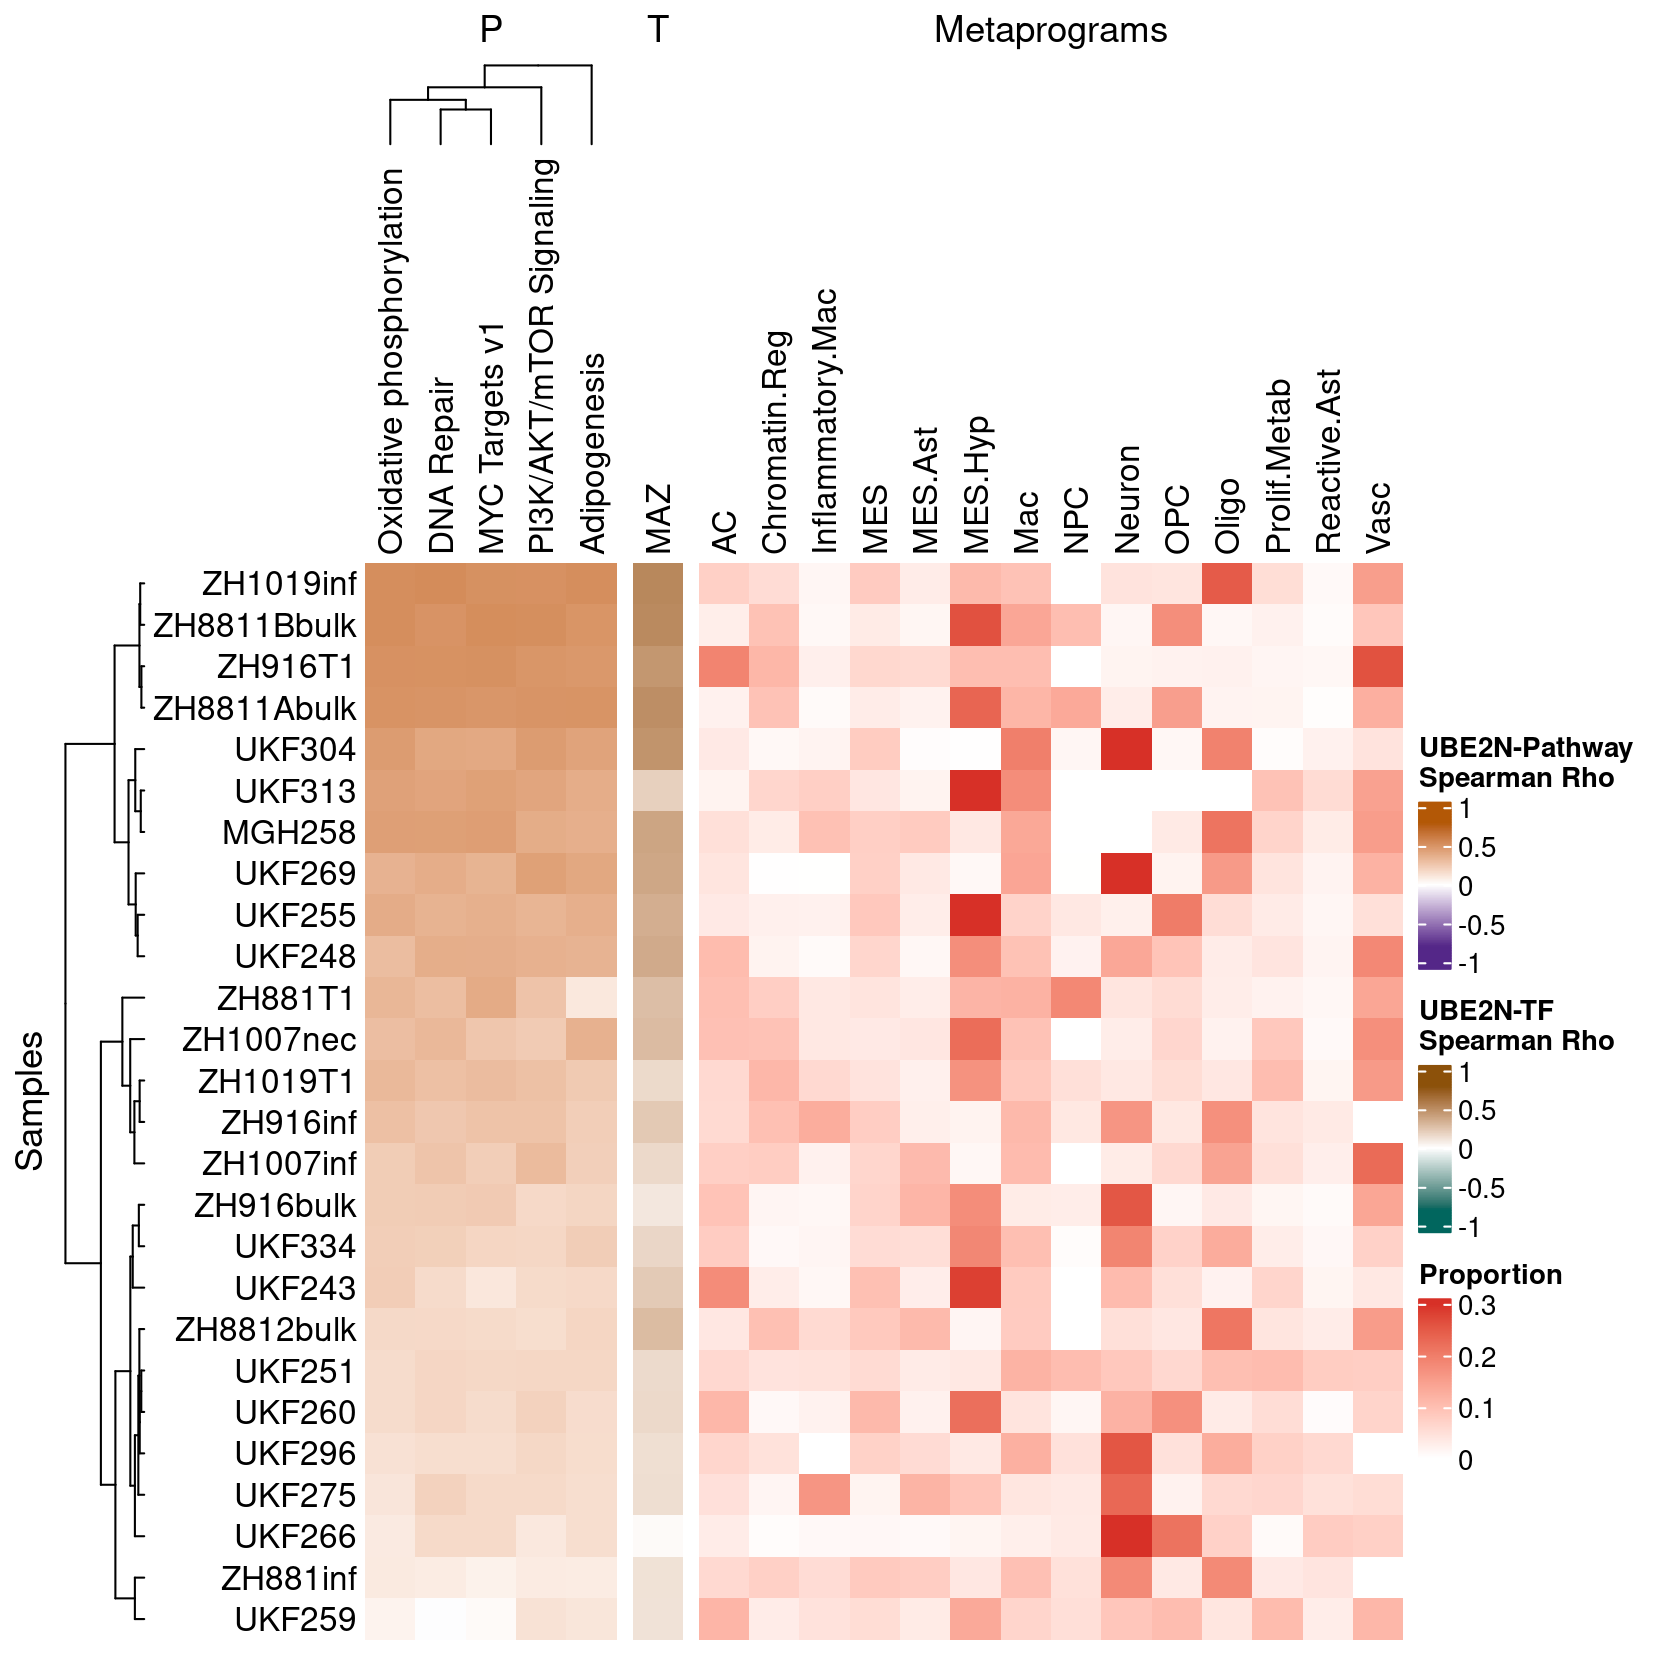 P
T
Metaprograms
Oxidative phosphorylation
DNA Repair
MYC Targets v1
PI3K/AKT/mTOR Signaling
Adipogenesis
MAZ
AC
Chromatin.Reg
Inflammatory.Mac
MES
MES.Ast
MES.Hyp
Mac
NPC
Neuron
OPC
Oligo
Prolif.Metab
Reactive.Ast
Vasc
Samples
ZH1019inf
ZH8811Bbulk
ZH916T1
ZH8811Abulk
UKF304
UKF313
MGH258
UKF269
UKF255
UKF248
ZH881T1
ZH1007nec
ZH1019T1
ZH916inf
ZH1007inf
ZH916bulk
UKF334
UKF243
ZH8812bulk
UKF251
UKF260
UKF296
UKF275
UKF266
ZH881inf
UKF259
UBE2N-Pathway
Spearman Rho
1
0.5
0
-0.5
-1
UBE2N-TF
Spearman Rho
1
0.5
0
-0.5
-1
Proportion
0.3
0.2
0.1
0